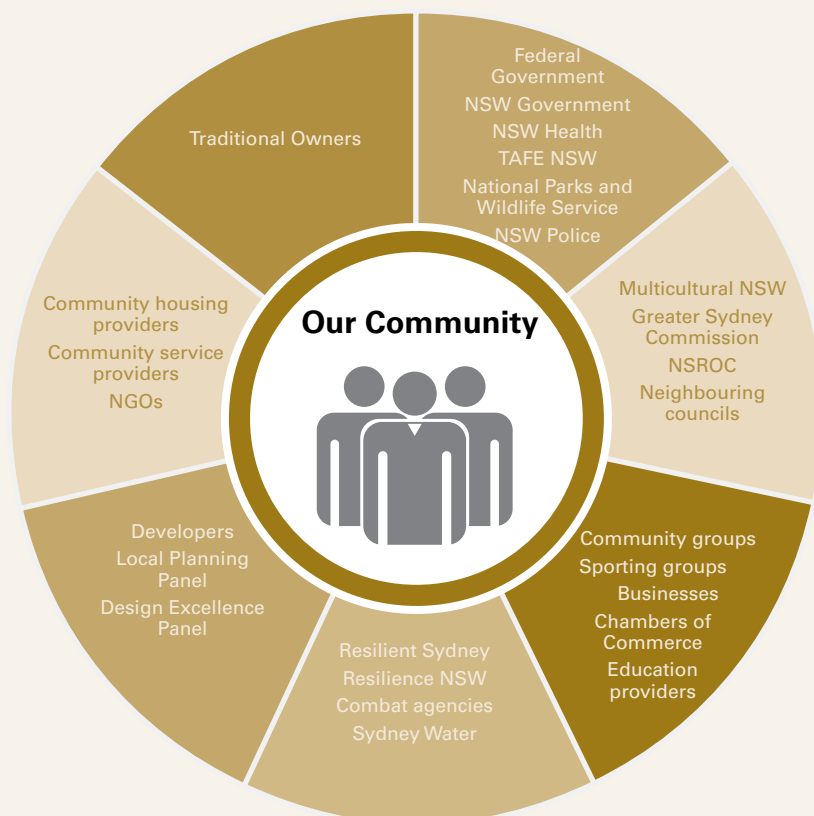 Federal
Government
NSW Government
NSW Health
TAFE NSW
National Parks and
Wildlife Service
NSW Police
Multicultural NSW
Greater Sydney
Commission
NSROC
Neighbouring
councils
Community groups
Sporting groups
Businesses
Chambers of
Commerce
Education
providers
Resilient Sydney
Resilience NSW
Combat agencies
Sydney Water
Developers
Local Planning
Panel
Design Excellence
Panel
Community housing
providers
Community service
providers
NGOs
Traditional Owners
Our Community